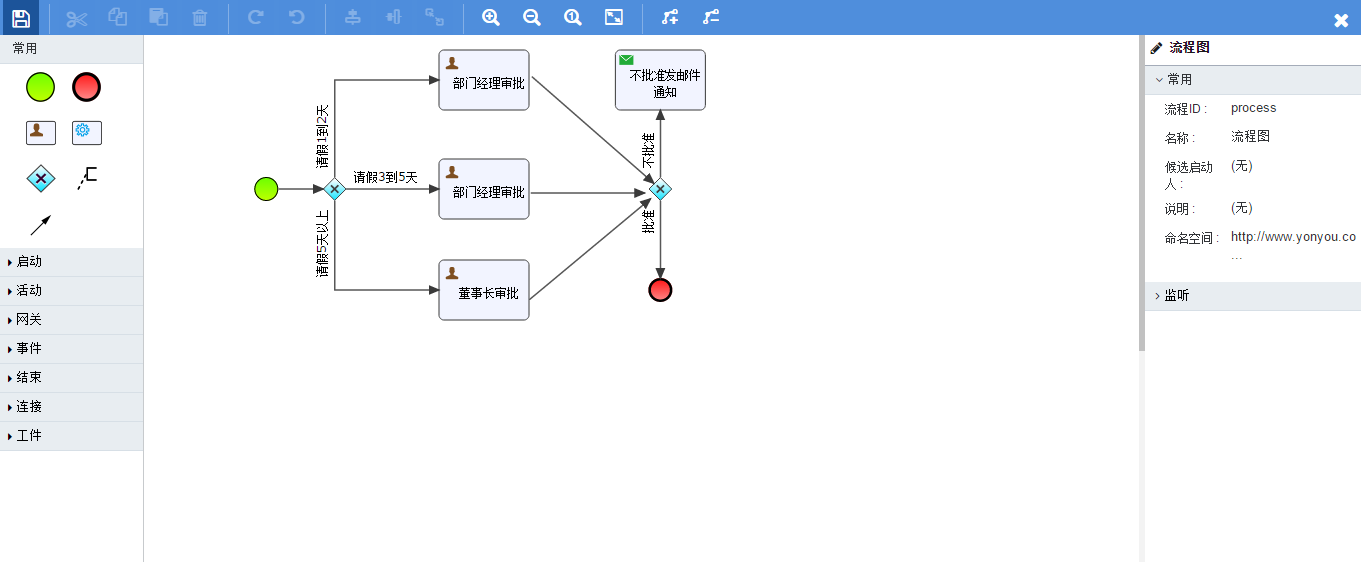 常用
启动
活动
网关
事件
结束
连接
工件
部门经理审批
请假1到2天
请假3到5天
部门经理审批
请假5天以上
董事长审批
不批准发邮件
通知
不批准
批准
流程图
常用
流程ID :
process
名称 :
流程图
候选启动
人 :
(无)
说明 :
(无)
命名空间 :
http://www.yonyou.co
...
监听